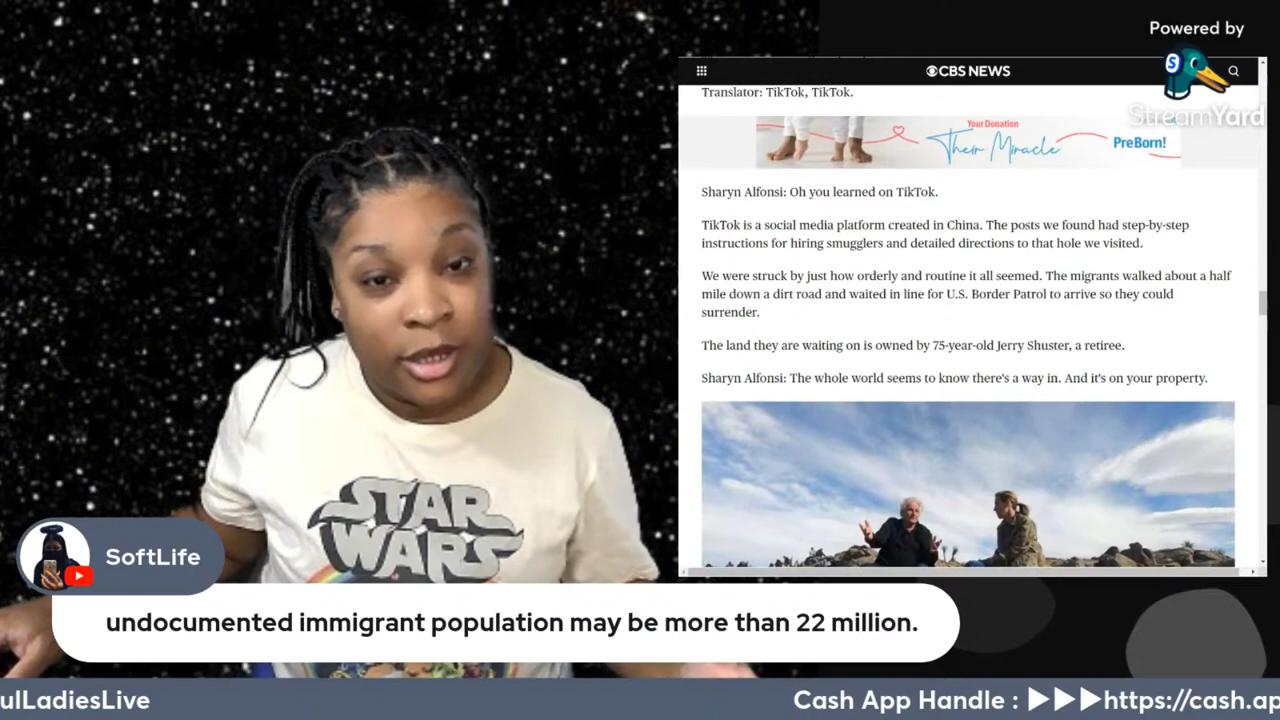 Powered by
S
StreamYard
CBS NEWS
Translator: TikTok, TikTok.
Your Donation
Their Miracle
PreBorn!
Sharyn Alfonsi: Oh you learned on TikTok.
TikTok is a social media platform created in China. The posts we found had step-by-step
instructions for hiring smugglers and detailed directions to that hole we visited.
We were struck by just how orderly and routine it all seemed. The migrants walked about a half
mile down a dirt road and waited in line for U.S. Border Patrol to arrive so they could
surrender.
The land they are waiting on is owned by 75-year-old Jerry Shuster, a retiree.
Sharyn Alfonsi: The whole world seems to know there's a way in. And it's on your property.
STAR
WARS
SoftLife
undocumented immigrant population may be more than 22 million.
ulLadiesLive
Cash App Handle : ▶▶▶https://cash.ap